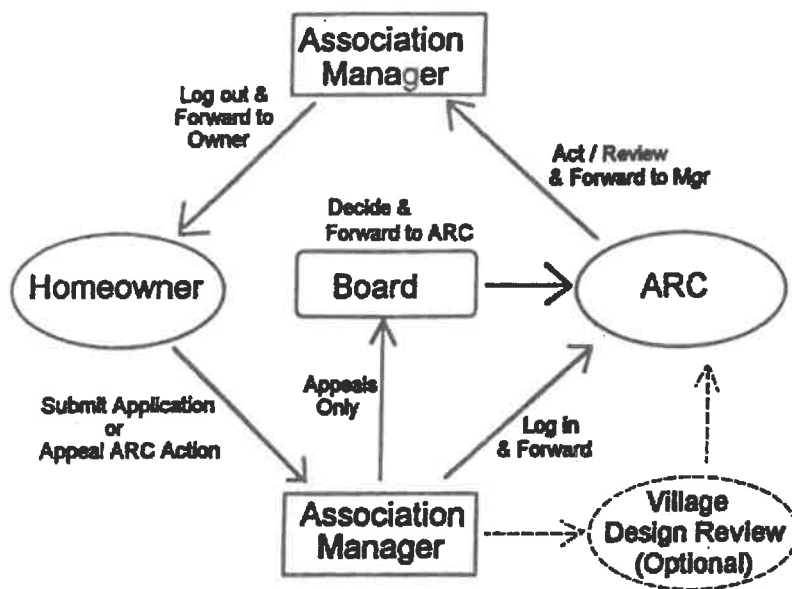 Association
Manager
Log out &
Forward to
Owner
Act / Review
& Forward to Mgr
Decide &
Forward to ARC
Homeowner
Board
ARC
Appeals
Only
Submit Application
or
Appeal ARC Action
Log in
& Forward
Association
Manager
Village
Design Review
(Optional)